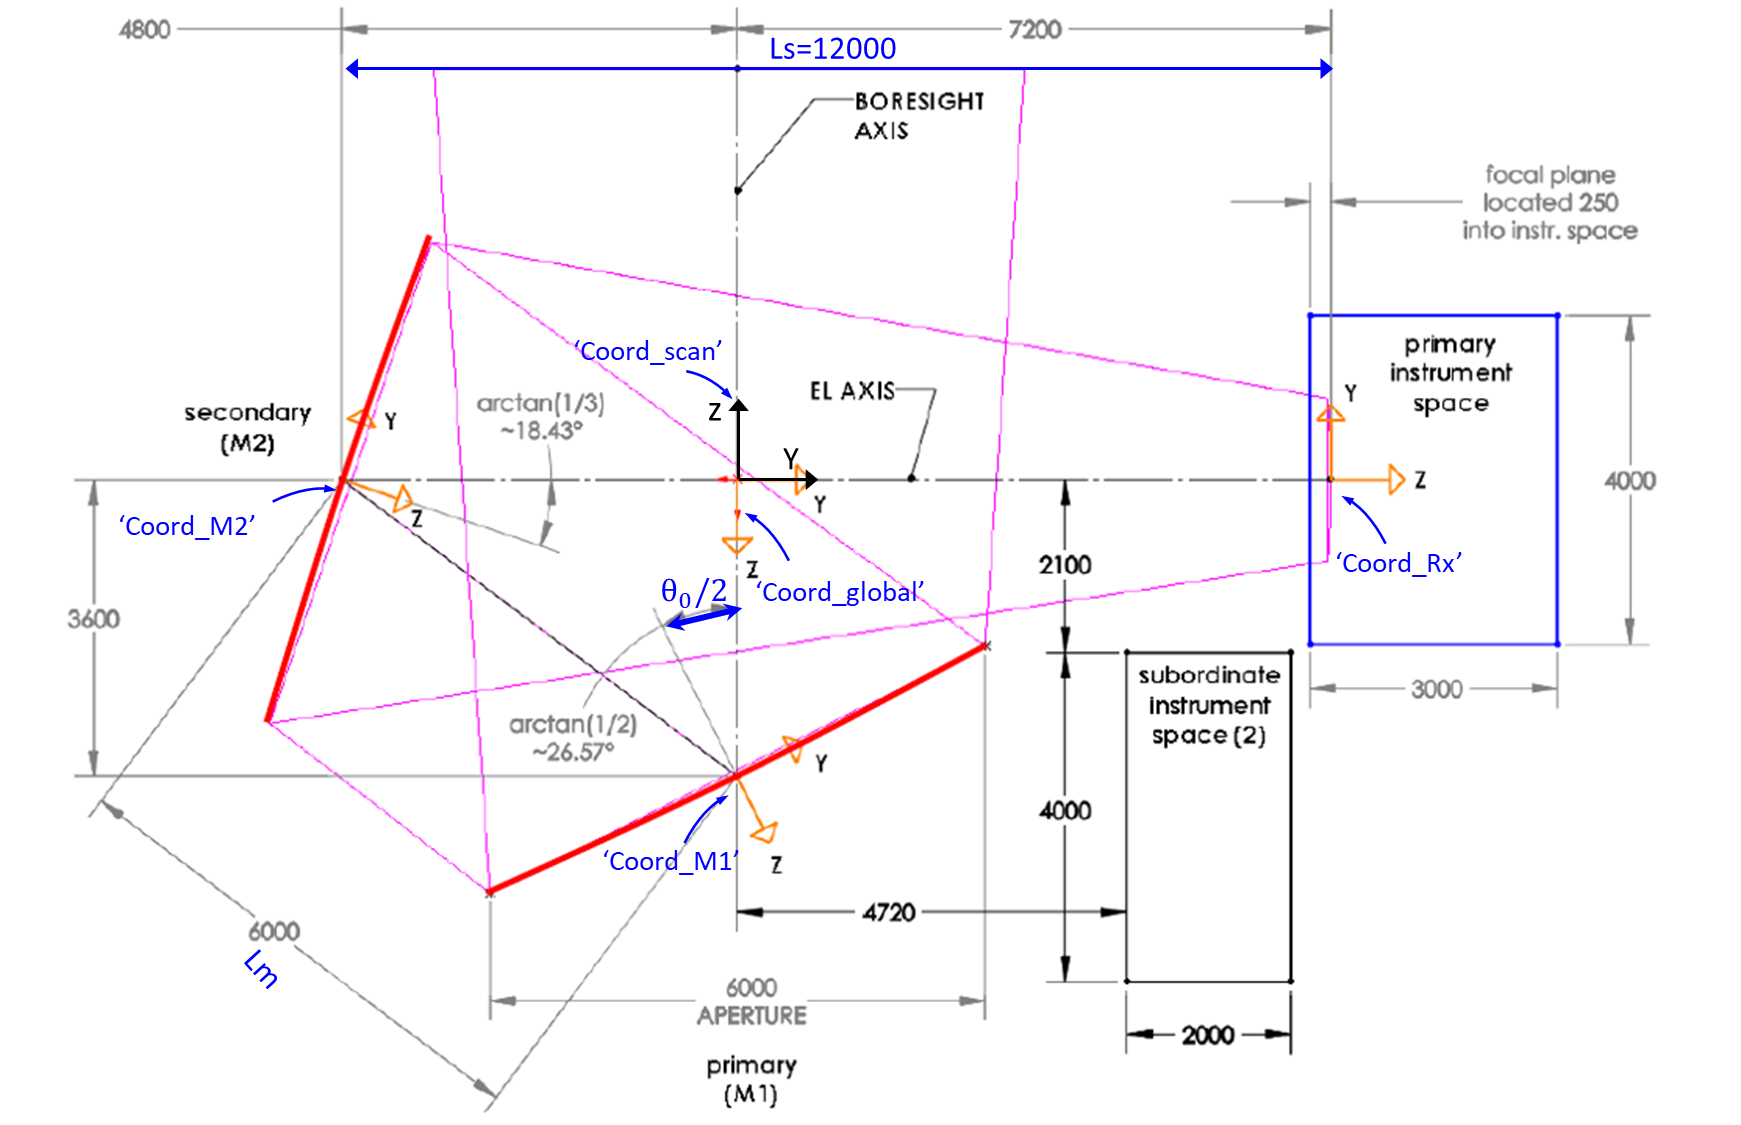 4800
7200
Ls=12000
BORESIGHT
AXIS
focal plane
located 250
into instr. space
primary
instrument
space
‘Coord_scan’
EL AXIS
arctan(1/3)
~18.43°
secondary
(M2)
Y
Z
Y
Y
Y
Z
4000
‘Coord_M2’
Z
‘Coord_Rx’
2100
Z
‘Coord_global’
θ₀/2
3600
subordinate
instrument
space (2)
3000
arctan(1/2)
~26.57°
Y
4000
‘Coord_M1’
Z
4720
6000
Lm
6000
APERTURE
2000
primary
(M1)